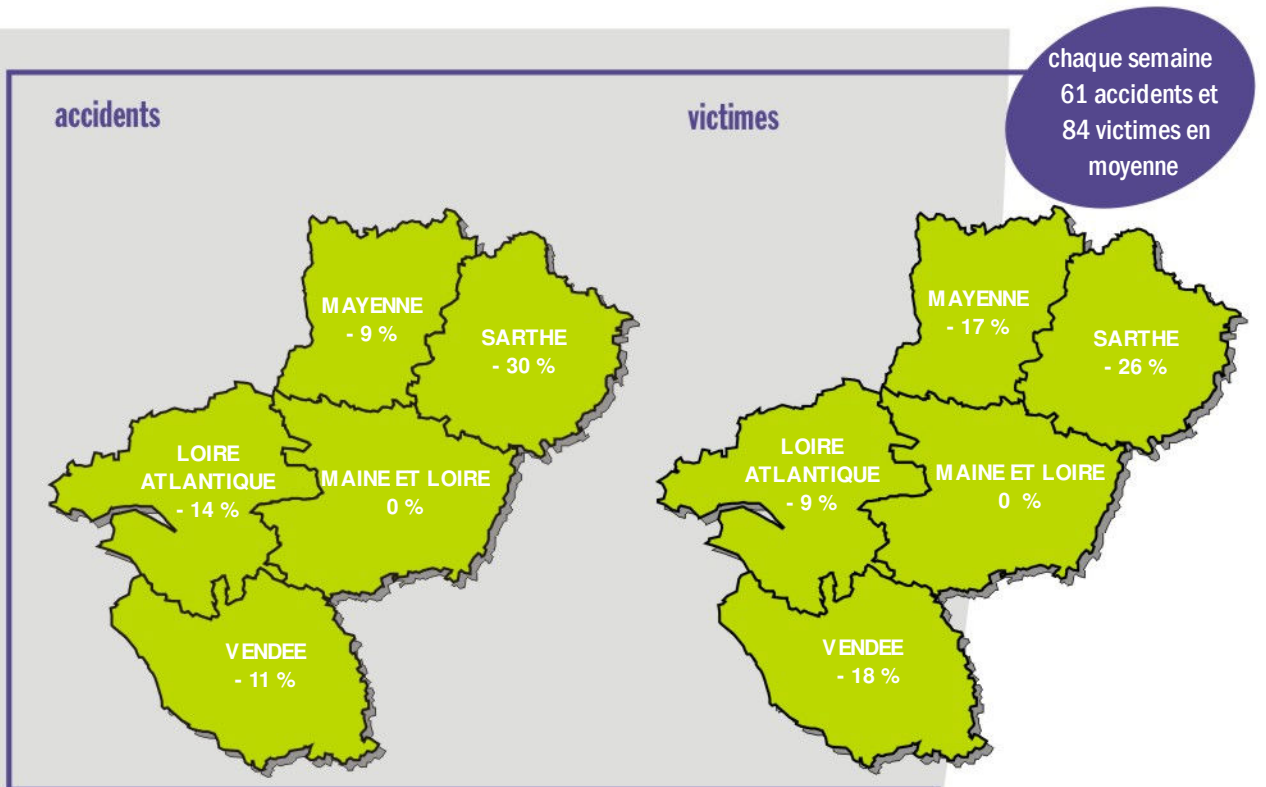 chaque semaine
61 accidents et
84 victimes en
moyenne
accidents
victimes
MAYENNE
- 9 %
SARTHE
- 30 %
LOIRE
ATLANTIQUE
- 14 %
MAINE ET LOIRE
0 %
VENDEE
- 11 %
MAYENNE
- 17 %
SARTHE
- 26 %
LOIRE
ATLANTIQUE
- 9 %
MAINE ET LOIRE
0 %
VENDEE
- 18 %